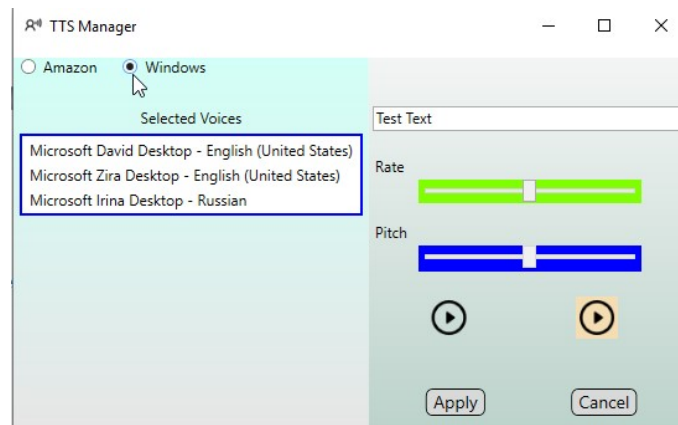 TTS Manager
Amazon
Windows
Selected Voices
Microsoft David Desktop - English (United States)
Microsoft Zira Desktop - English (United States)
Microsoft Irina Desktop - Russian
Test Text
Rate
Pitch
Apply
Cancel